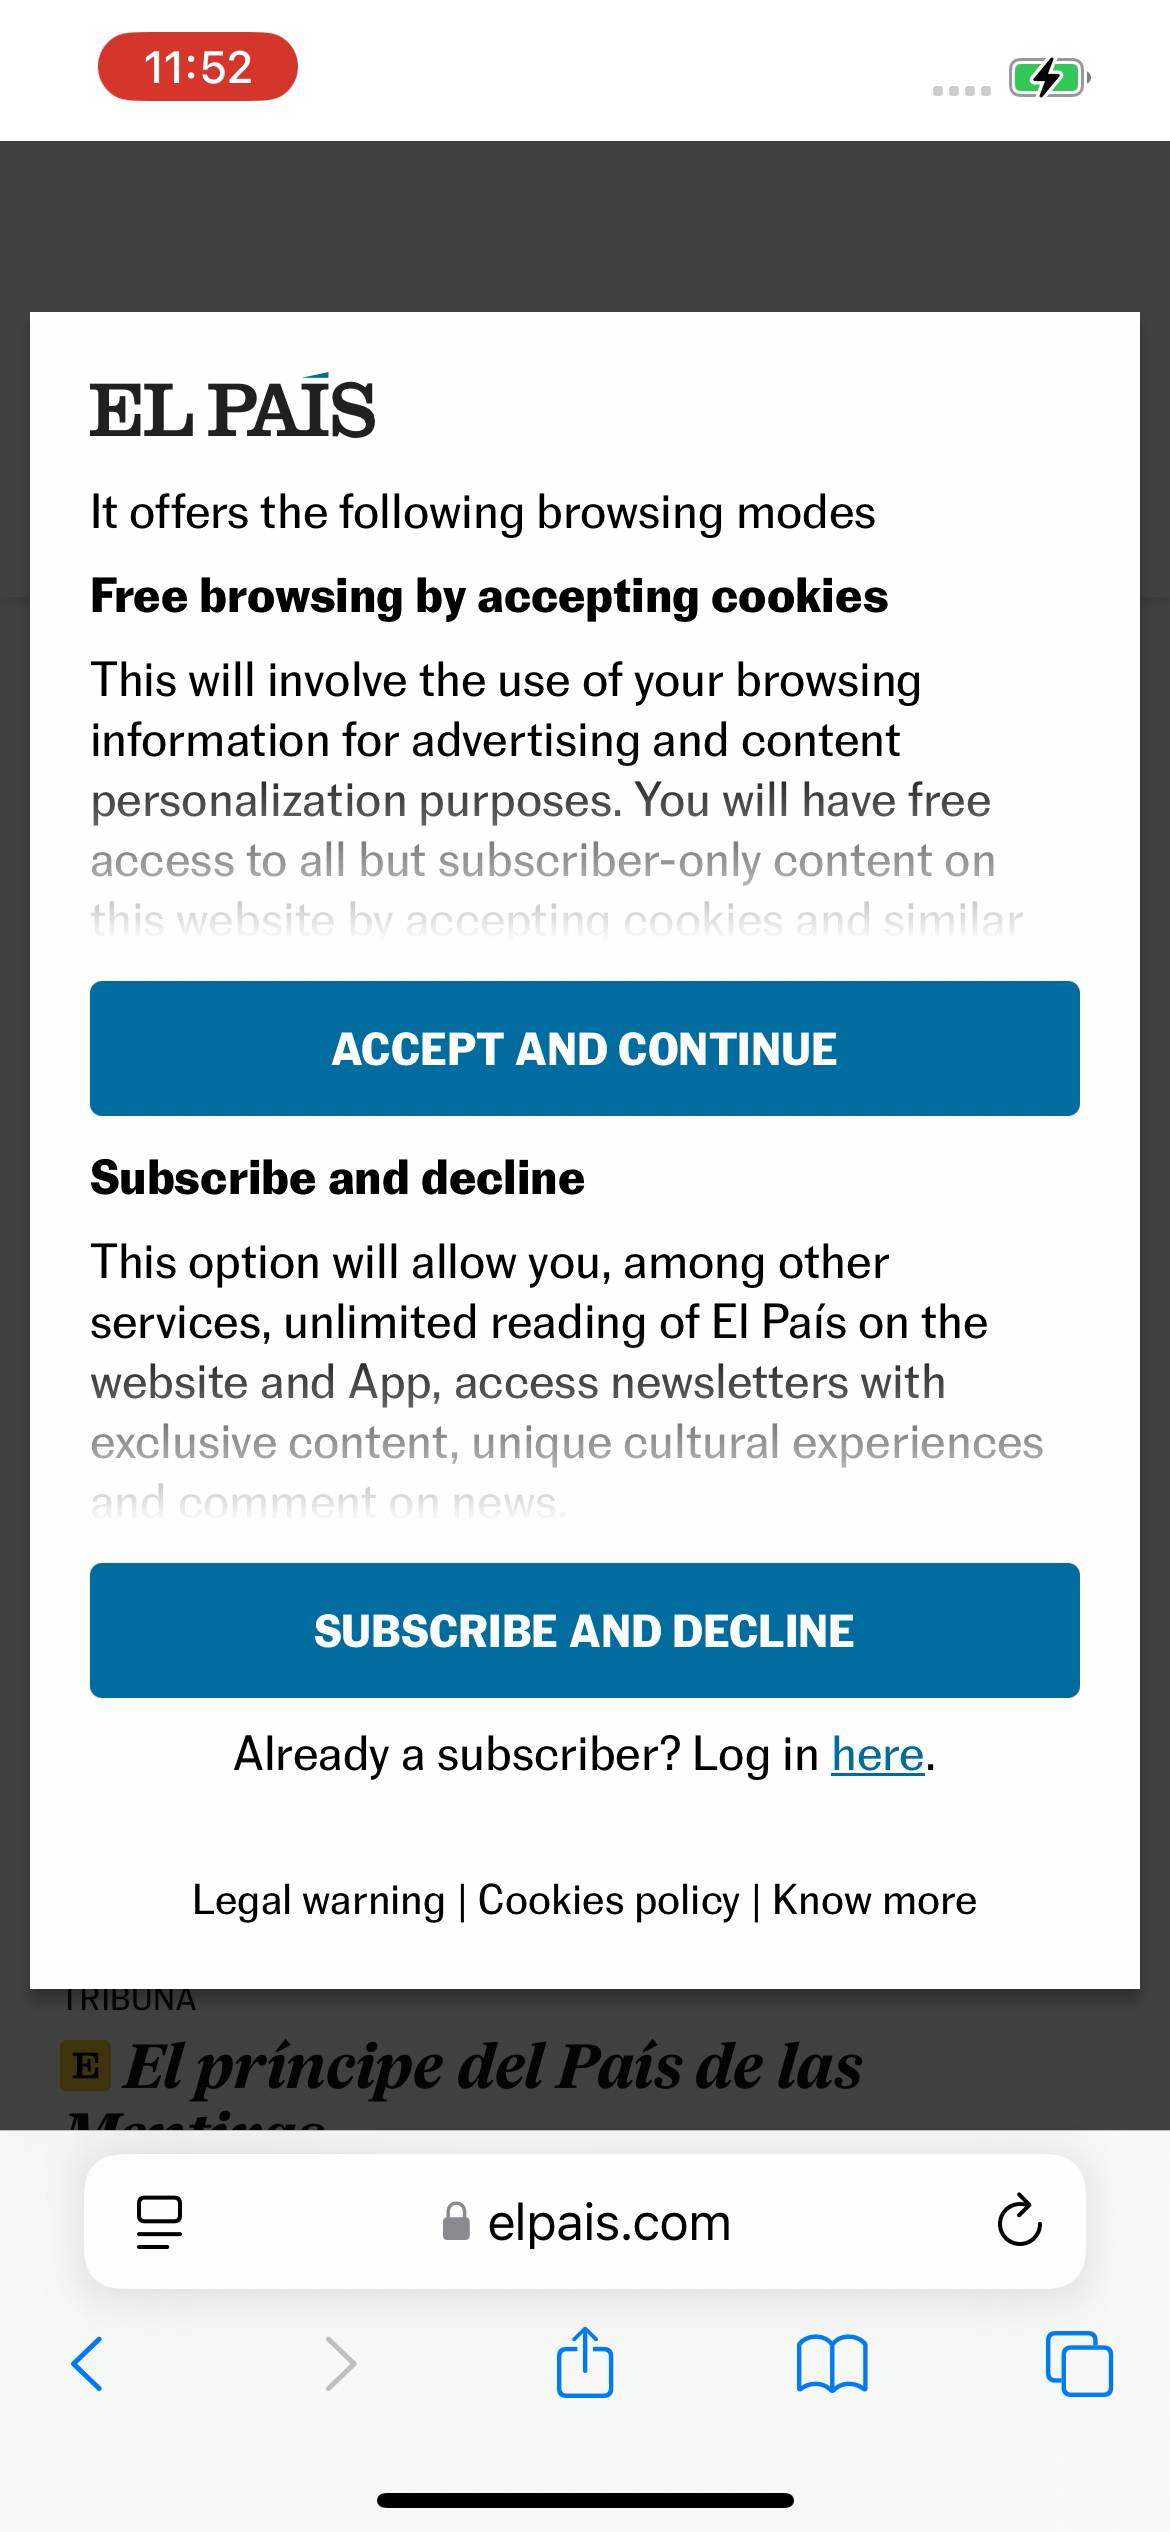 11:52
EL PAÍS
It offers the following browsing modes
Free browsing by accepting cookies
This will involve the use of your browsing
information for advertising and content
personalization purposes. You will have free
access to all but subscriber-only content on
this website by accepting cookies and similar
ACCEPT AND CONTINUE
Subscribe and decline
This option will allow you, among other
services, unlimited reading of El País on the
website and App, access newsletters with
exclusive content, unique cultural experiences
and comment on news.
SUBSCRIBE AND DECLINE
Already a subscriber? Log in here.
Legal warning | Cookies policy | Know more
TRIBUNA
E El príncipe del País de las
Mentiras
elpais.com